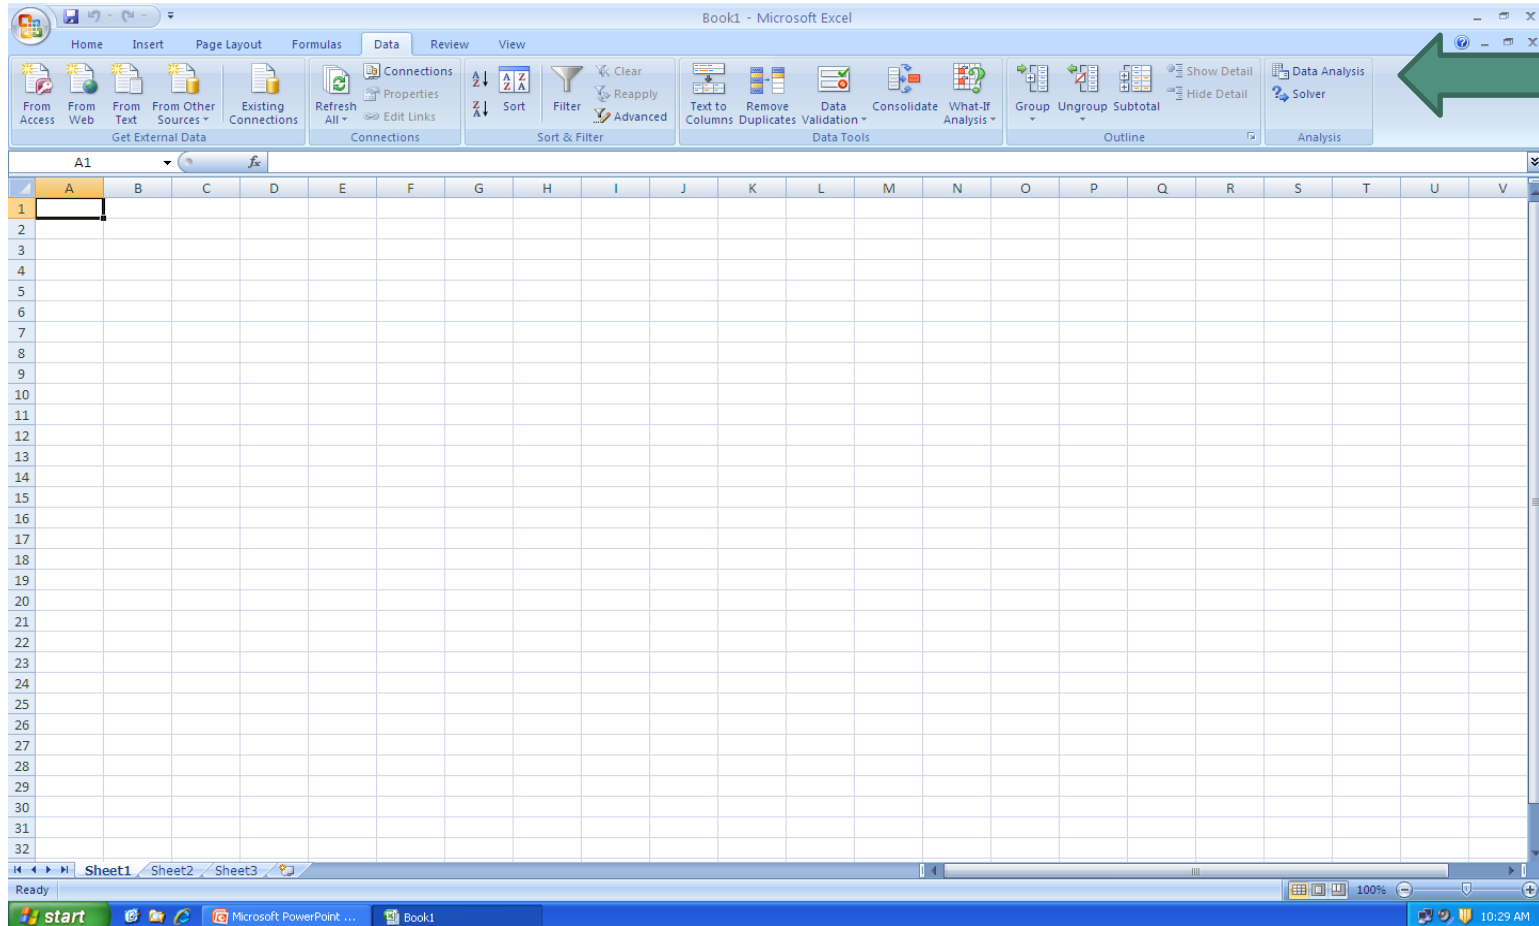 Book1 - Microsoft Excel
Home Insert Page Layout Formulas Data Review View
From Access
From Web
From Text
From Other Sources
Existing Connections
Get External Data
Refresh All
Connections
Properties
Edit Links
Connections
Sort
Filter
Clear
Reapply
Advanced
Sort & Filter
Text to Columns
Remove Duplicates
Data Validation
Consolidate
What-If Analysis
Data Tools
Group
Ungroup
Subtotal
Show Detail
Hide Detail
Outline
Data Analysis
Solver
Analysis
A1 fx
A B C D E F G H I J K L M N O P Q R S T U V
1
2
3
4
5
6
7
8
9
10
11
12
13
14
15
16
17
18
19
20
21
22
23
24
25
26
27
28
29
30
31
32
Sheet1 Sheet2 Sheet3
Ready 100%
start Microsoft PowerPoint ... Book1 10:29 AM